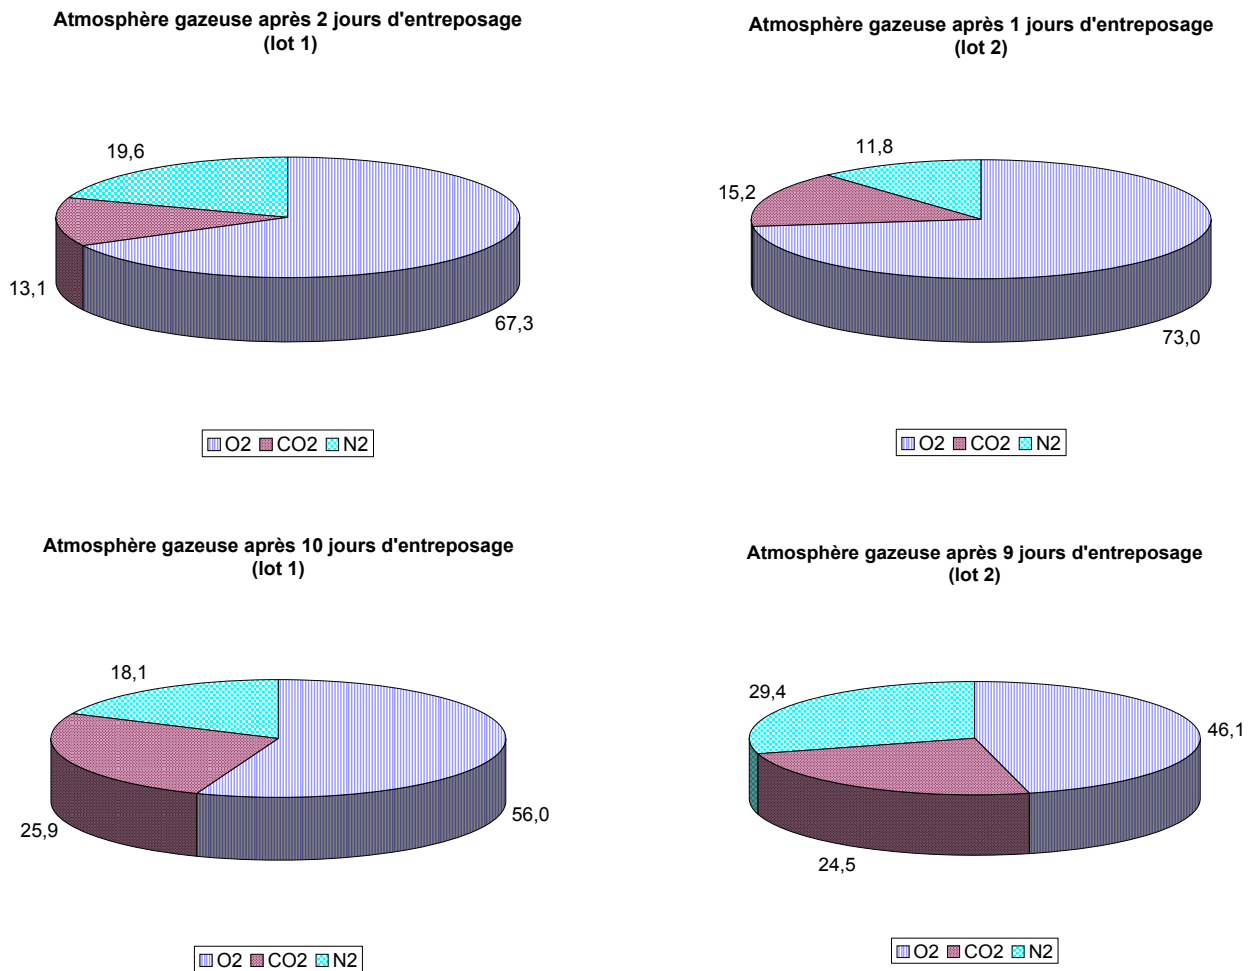 Atmosphère gazeuse après 2 jours d'entreposage
(lot 1)
19,6
13,1
67,3
O2 CO2 N2
Atmosphère gazeuse après 1 jours d'entreposage
(lot 2)
11,8
15,2
73,0
O2 CO2 N2
Atmosphère gazeuse après 10 jours d'entreposage
(lot 1)
18,1
25,9
56,0
O2 CO2 N2
Atmosphère gazeuse après 9 jours d'entreposage
(lot 2)
29,4
46,1
24,5
O2 CO2 N2